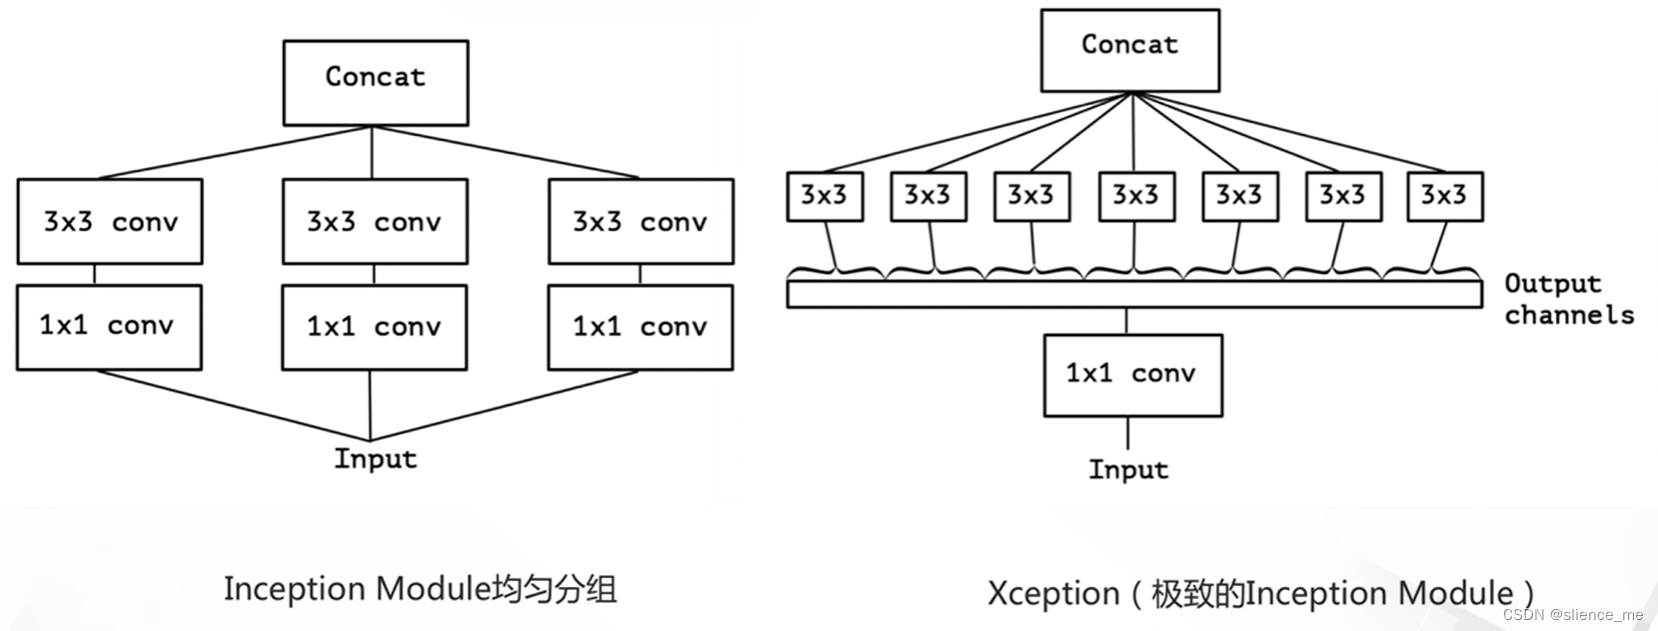 Concat
3x3 conv
3x3 conv
3x3 conv
1x1 conv
1x1 conv
1x1 conv
Input
Inception Module均匀分组
Concat
3x3
3x3
3x3
3x3
3x3
3x3
3x3
Output
channels
1x1 conv
Input
Xception（极致的Inception Module）
CSDN @slience_me